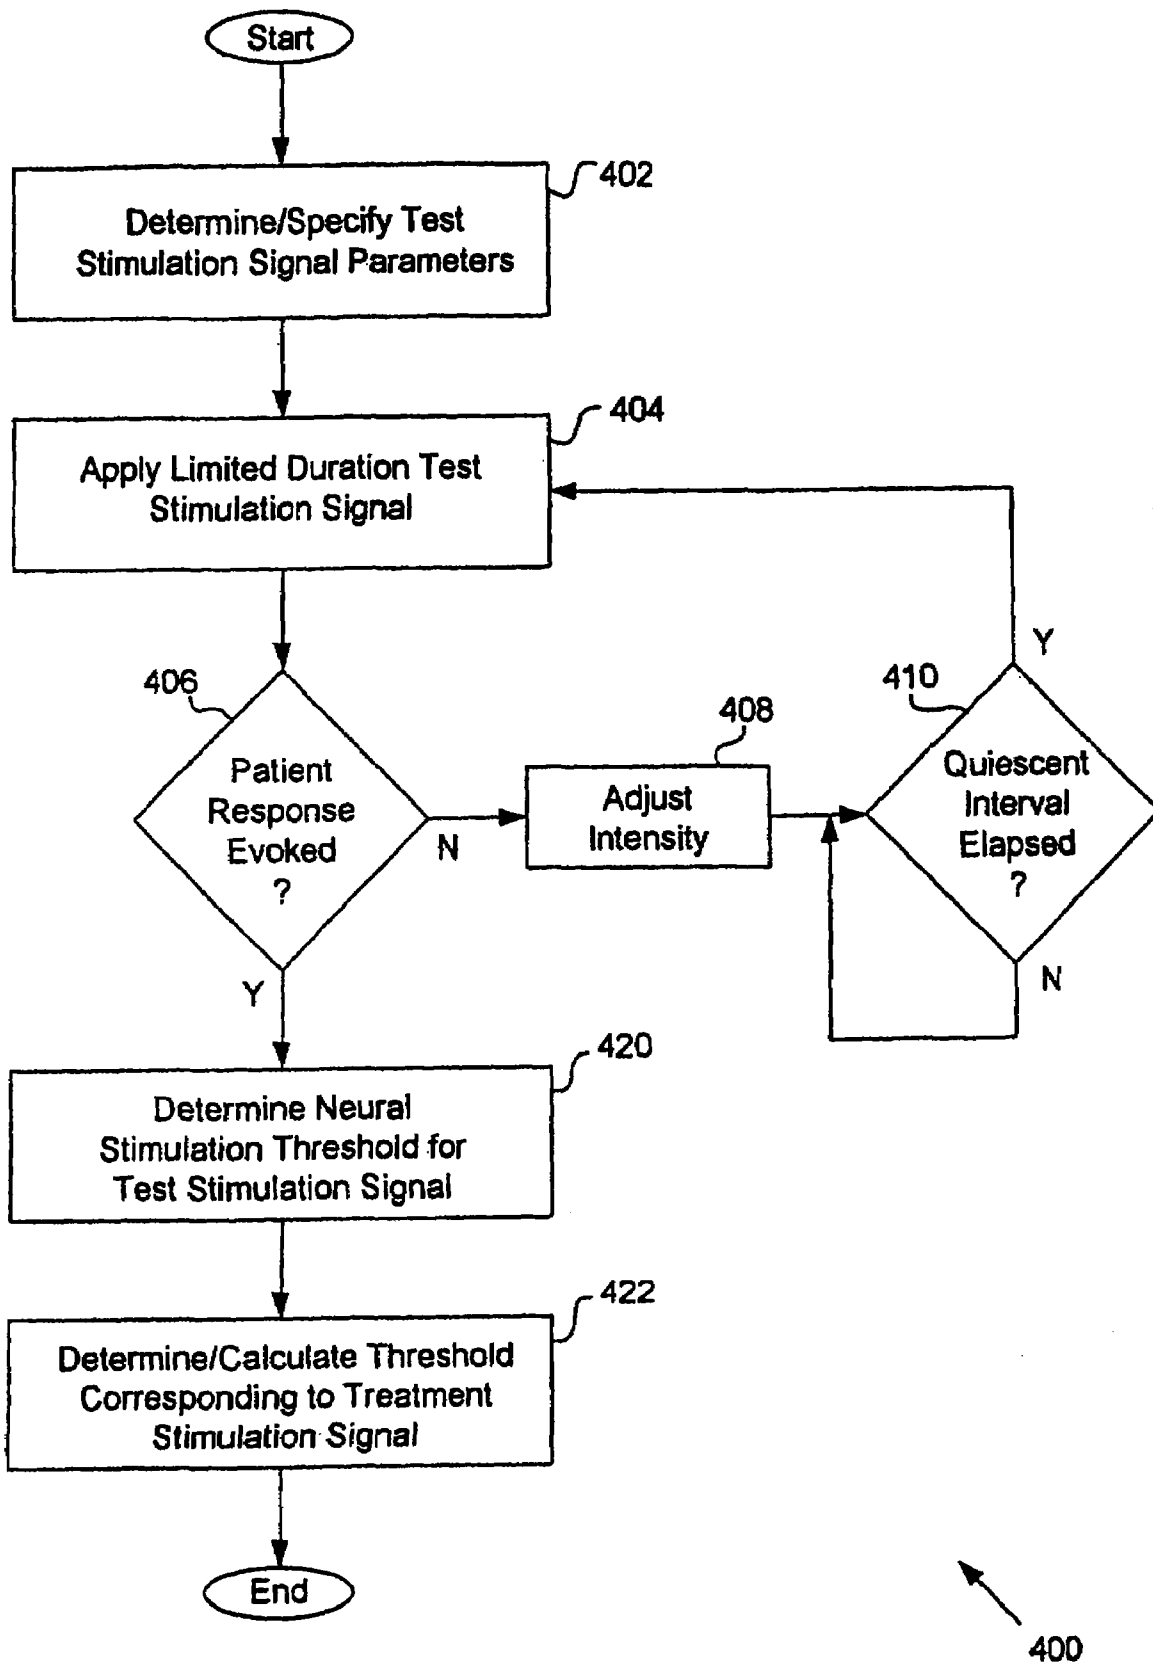 Start
402
Determine/Specify Test
Stimulation Signal Parameters
404
Apply Limited Duration Test
Stimulation Signal
406
Patient
Response
Evoked
?
N
Y
408
Adjust
Intensity
410
Quiescent
Interval
Elapsed
?
Y
N
420
Determine Neural
Stimulation Threshold for
Test Stimulation Signal
422
Determine/Calculate Threshold
Corresponding to Treatment
Stimulation Signal
End
400